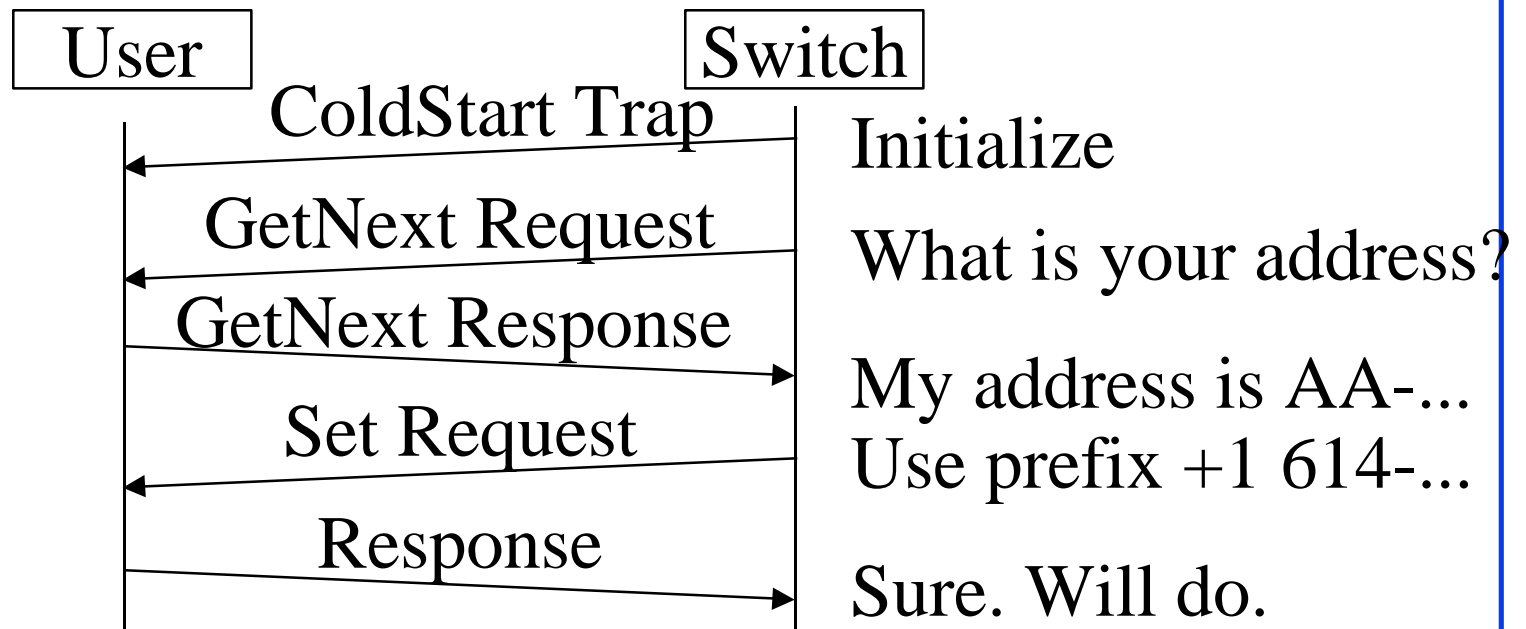 User
Switch
ColdStart Trap
Initialize
GetNext Request
What is your address?
GetNext Response
My address is AA-...
Set Request
Use prefix +1 614-...
Response
Sure. Will do.